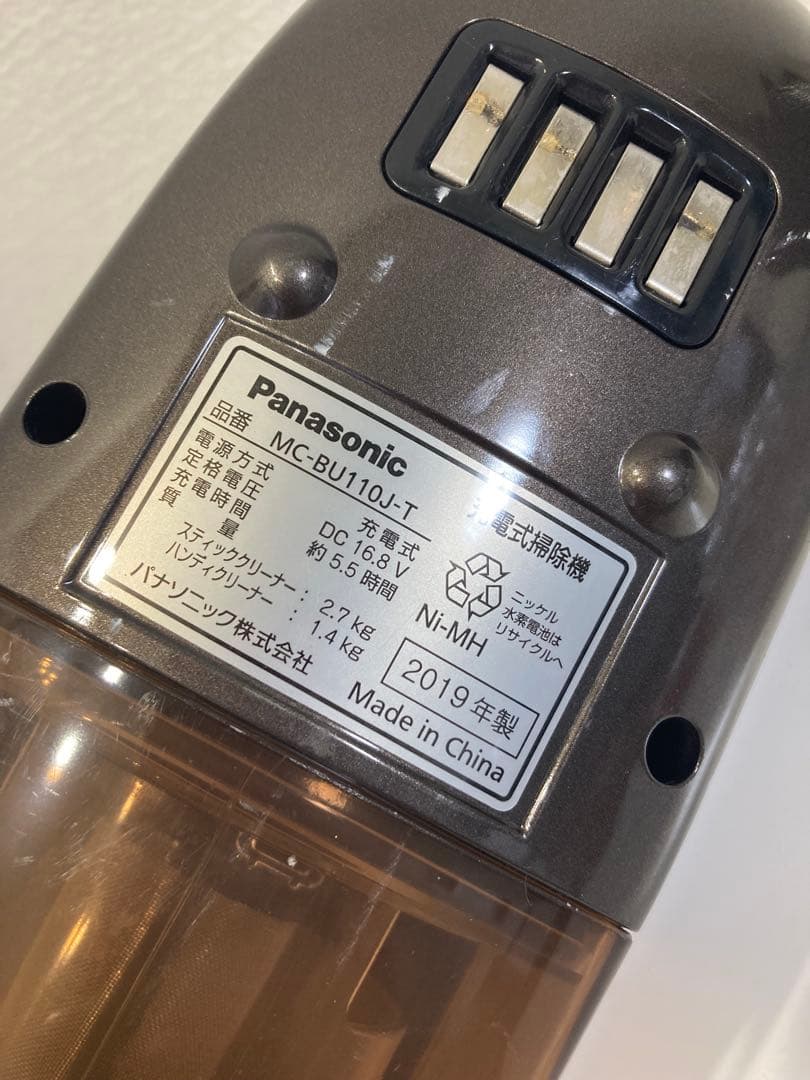 Panasonic
充電式掃除機
品番 MC-BU110J-T
電源方式 充電式
定格電圧 DC 16.8 V
充電時間 約5.5時間
質量
スティッククリーナー : 2.7 kg
ハンディクリーナー : 1.4 kg
パナソニック株式会社
Ni-MH
ニッケル
水素電池は
リサイクルへ
2019年製
Made in China